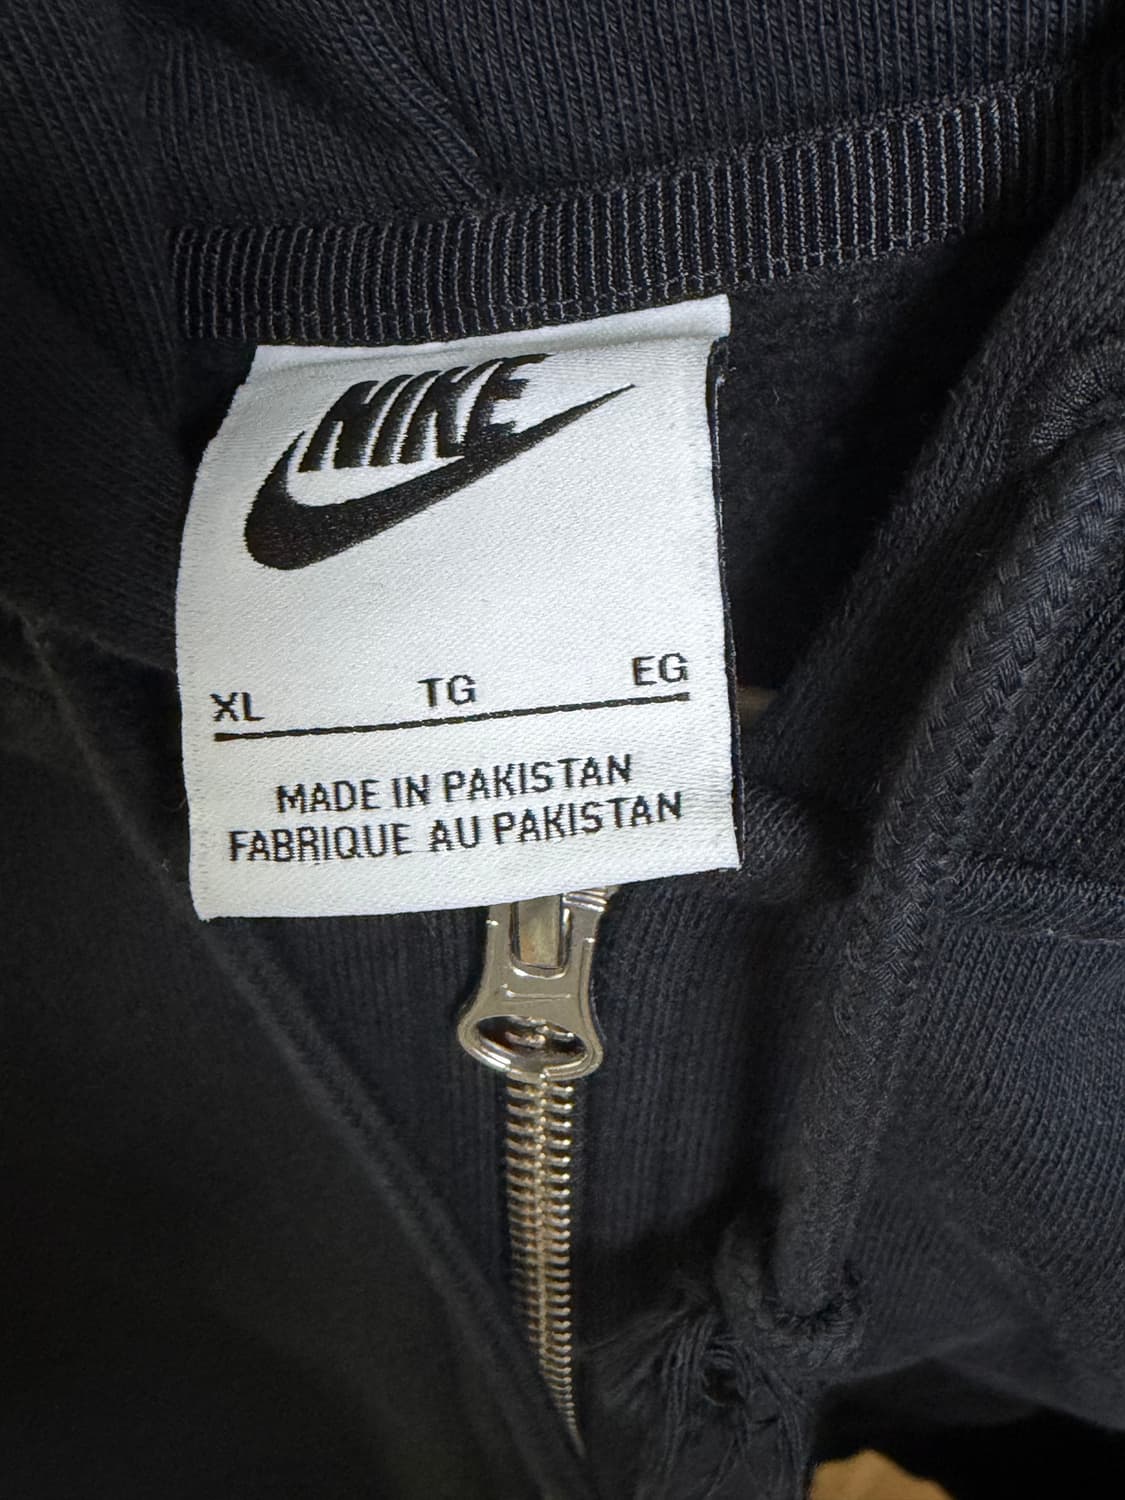 NIKE
XL TG EG
MADE IN PAKISTAN
FABRIQUE AU PAKISTAN